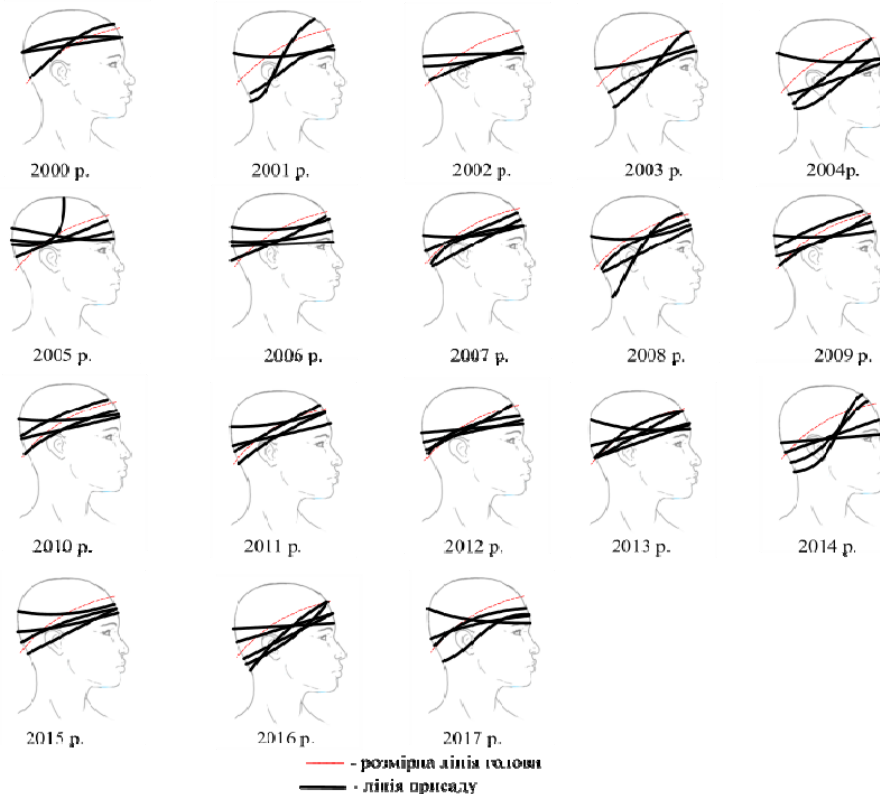 2000 р. 2001 р. 2002 р. 2003 р. 2004р.
2005 р. 2006 р. 2007 р. 2008 р. 2009 р.
2010 р. 2011 р. 2012 р. 2013 р. 2014 р.
2015 р. 2016 р. 2017 р.
- розмірна лінія голови
- лінія присаду